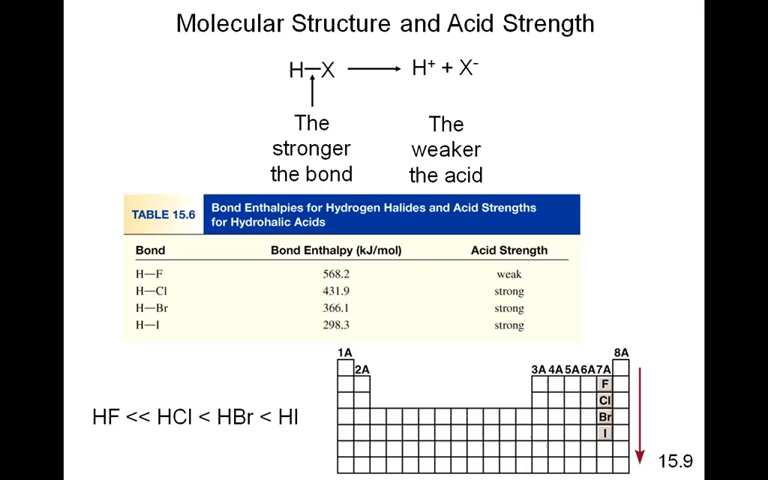 Molecular Structure and Acid Strength
H—X ⟶ H⁺ + X⁻
The
stronger
the bond
The
weaker
the acid
TABLE 15.6
Bond Enthalpies for Hydrogen Halides and Acid Strengths
for Hydrohalic Acids
Bond Bond Enthalpy (kJ/mol) Acid Strength
H—F 568.2 weak
H—Cl 431.9 strong
H—Br 366.1 strong
H—I 298.3 strong
1A 8A
2A 3A 4A 5A 6A 7A
F
Cl
Br
I
HF << HCl < HBr < HI
15.9